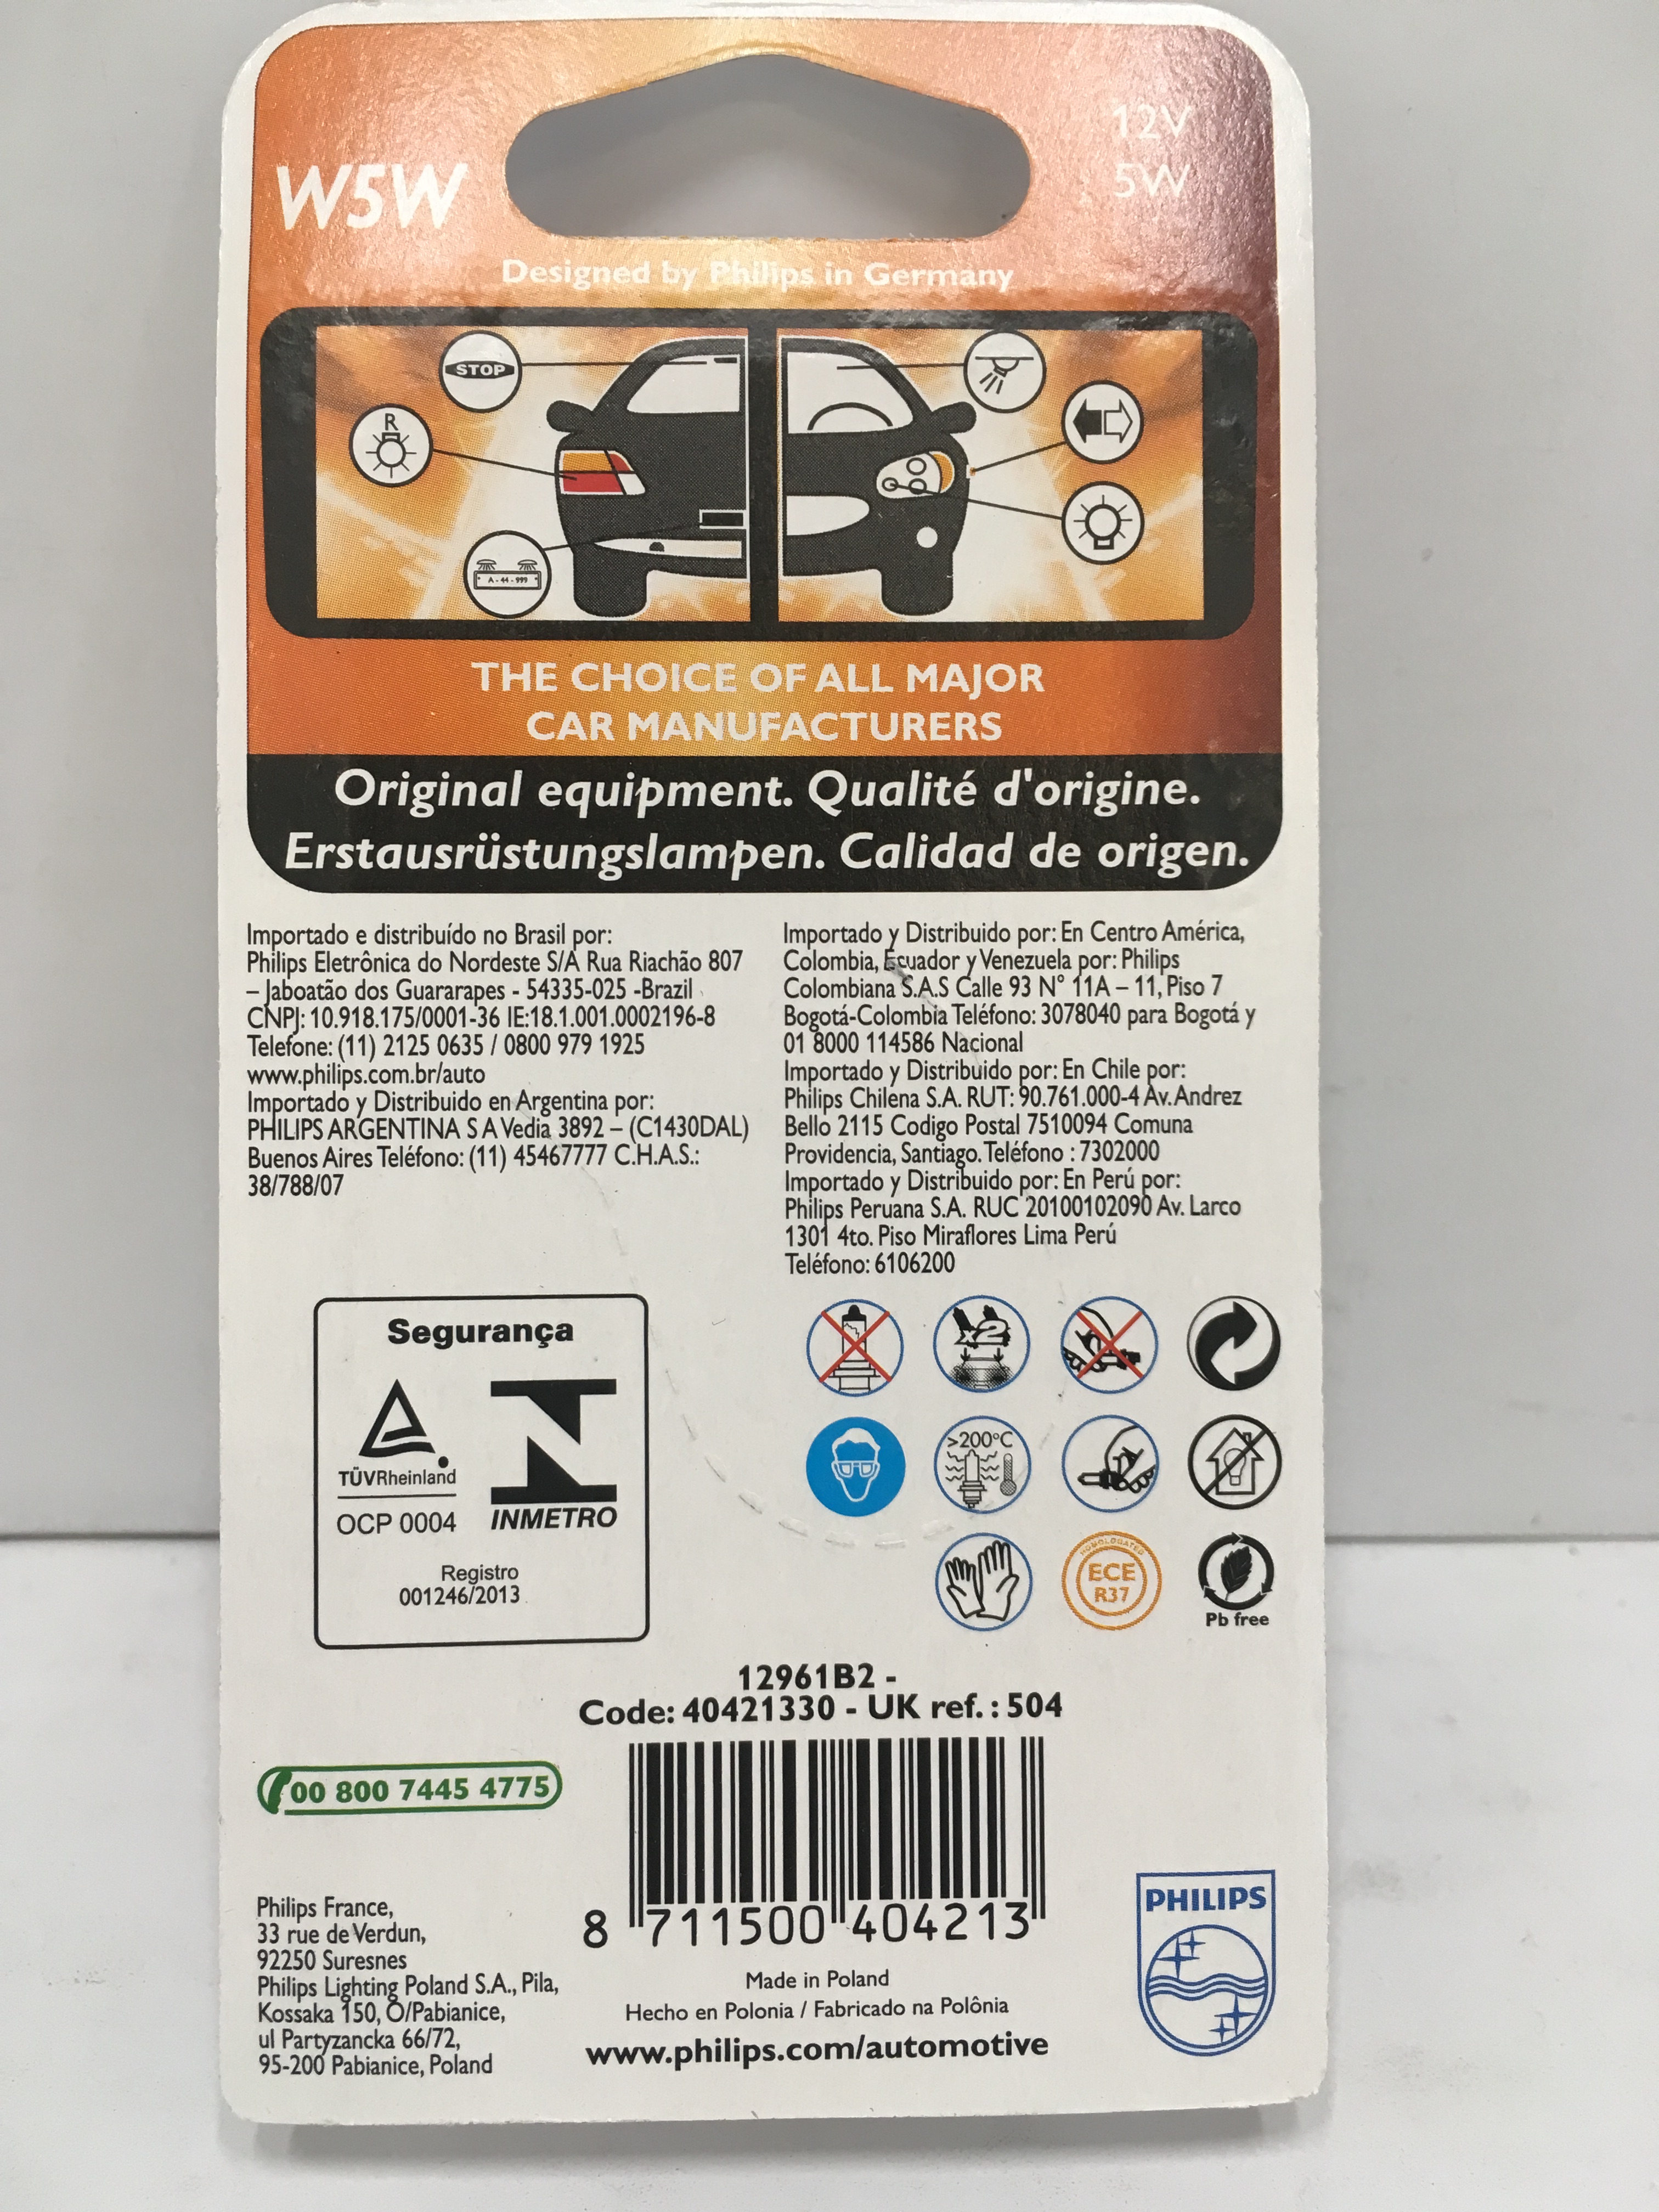 W5W
12V
5W
Designed by Philips in Germany
STOP
R
A - 44 - 999
THE CHOICE OF ALL MAJOR
CAR MANUFACTURERS
Original equipment. Qualité d'origine.
Erstausrüstungslampen. Calidad de origen.
Importado e distribuído no Brasil por:
Philips Eletrônica do Nordeste S/A Rua Riachão 807
– Jaboatão dos Guararapes - 54335-025 -Brazil
CNPJ: 10.918.175/0001-36 IE:18.1.001.0002196-8
Telefone: (11) 2125 0635 / 0800 979 1925
www.philips.com.br/auto
Importado y Distribuido en Argentina por:
PHILIPS ARGENTINA S A Vedia 3892 – (C1430DAL)
Buenos Aires Teléfono: (11) 45467777 C.H.A.S.:
38/788/07
Importado y Distribuido por: En Centro América,
Colombia, Ecuador y Venezuela por: Philips
Colombiana S.A.S Calle 93 N° 11A – 11, Piso 7
Bogotá-Colombia Teléfono: 3078040 para Bogotá y
01 8000 114586 Nacional
Importado y Distribuido por: En Chile por:
Philips Chilena S.A. RUT: 90.761.000-4 Av. Andrez
Bello 2115 Codigo Postal 7510094 Comuna
Providencia, Santiago. Teléfono : 7302000
Importado y Distribuido por: En Perú por:
Philips Peruana S.A. RUC 20100102090 Av. Larco
1301 4to. Piso Miraflores Lima Perú
Teléfono: 6106200
Segurança
TÜVRheinland
OCP 0004
INMETRO
Registro
001246/2013
x2
>200°C
HOMOLOGATED
ECE
R37
Pb free
12961B2 -
Code: 40421330 - UK ref. : 504
00 800 7445 4775
8 711500 404213
Philips France,
33 rue de Verdun,
92250 Suresnes
Philips Lighting Poland S.A., Pila,
Kossaka 150, O/Pabianice,
ul Partyzancka 66/72,
95-200 Pabianice, Poland
Made in Poland
Hecho en Polonia / Fabricado na Polônia
www.philips.com/automotive
PHILIPS